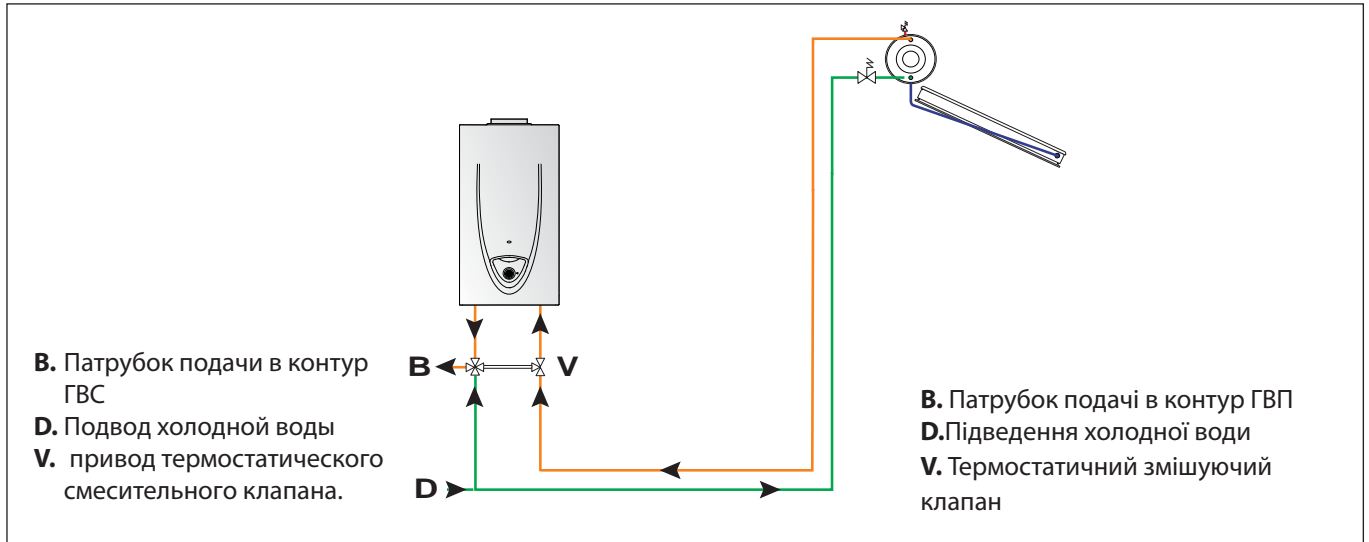 B. Патрубок подачи в контур
ГВС
D. Подвод холодной воды
V. привод термостатического
смесительного клапана.
B
V
D
B. Патрубок подачі в контур ГВП
D.Підведення холодної води
V. Термостатичний змішуючий
клапан